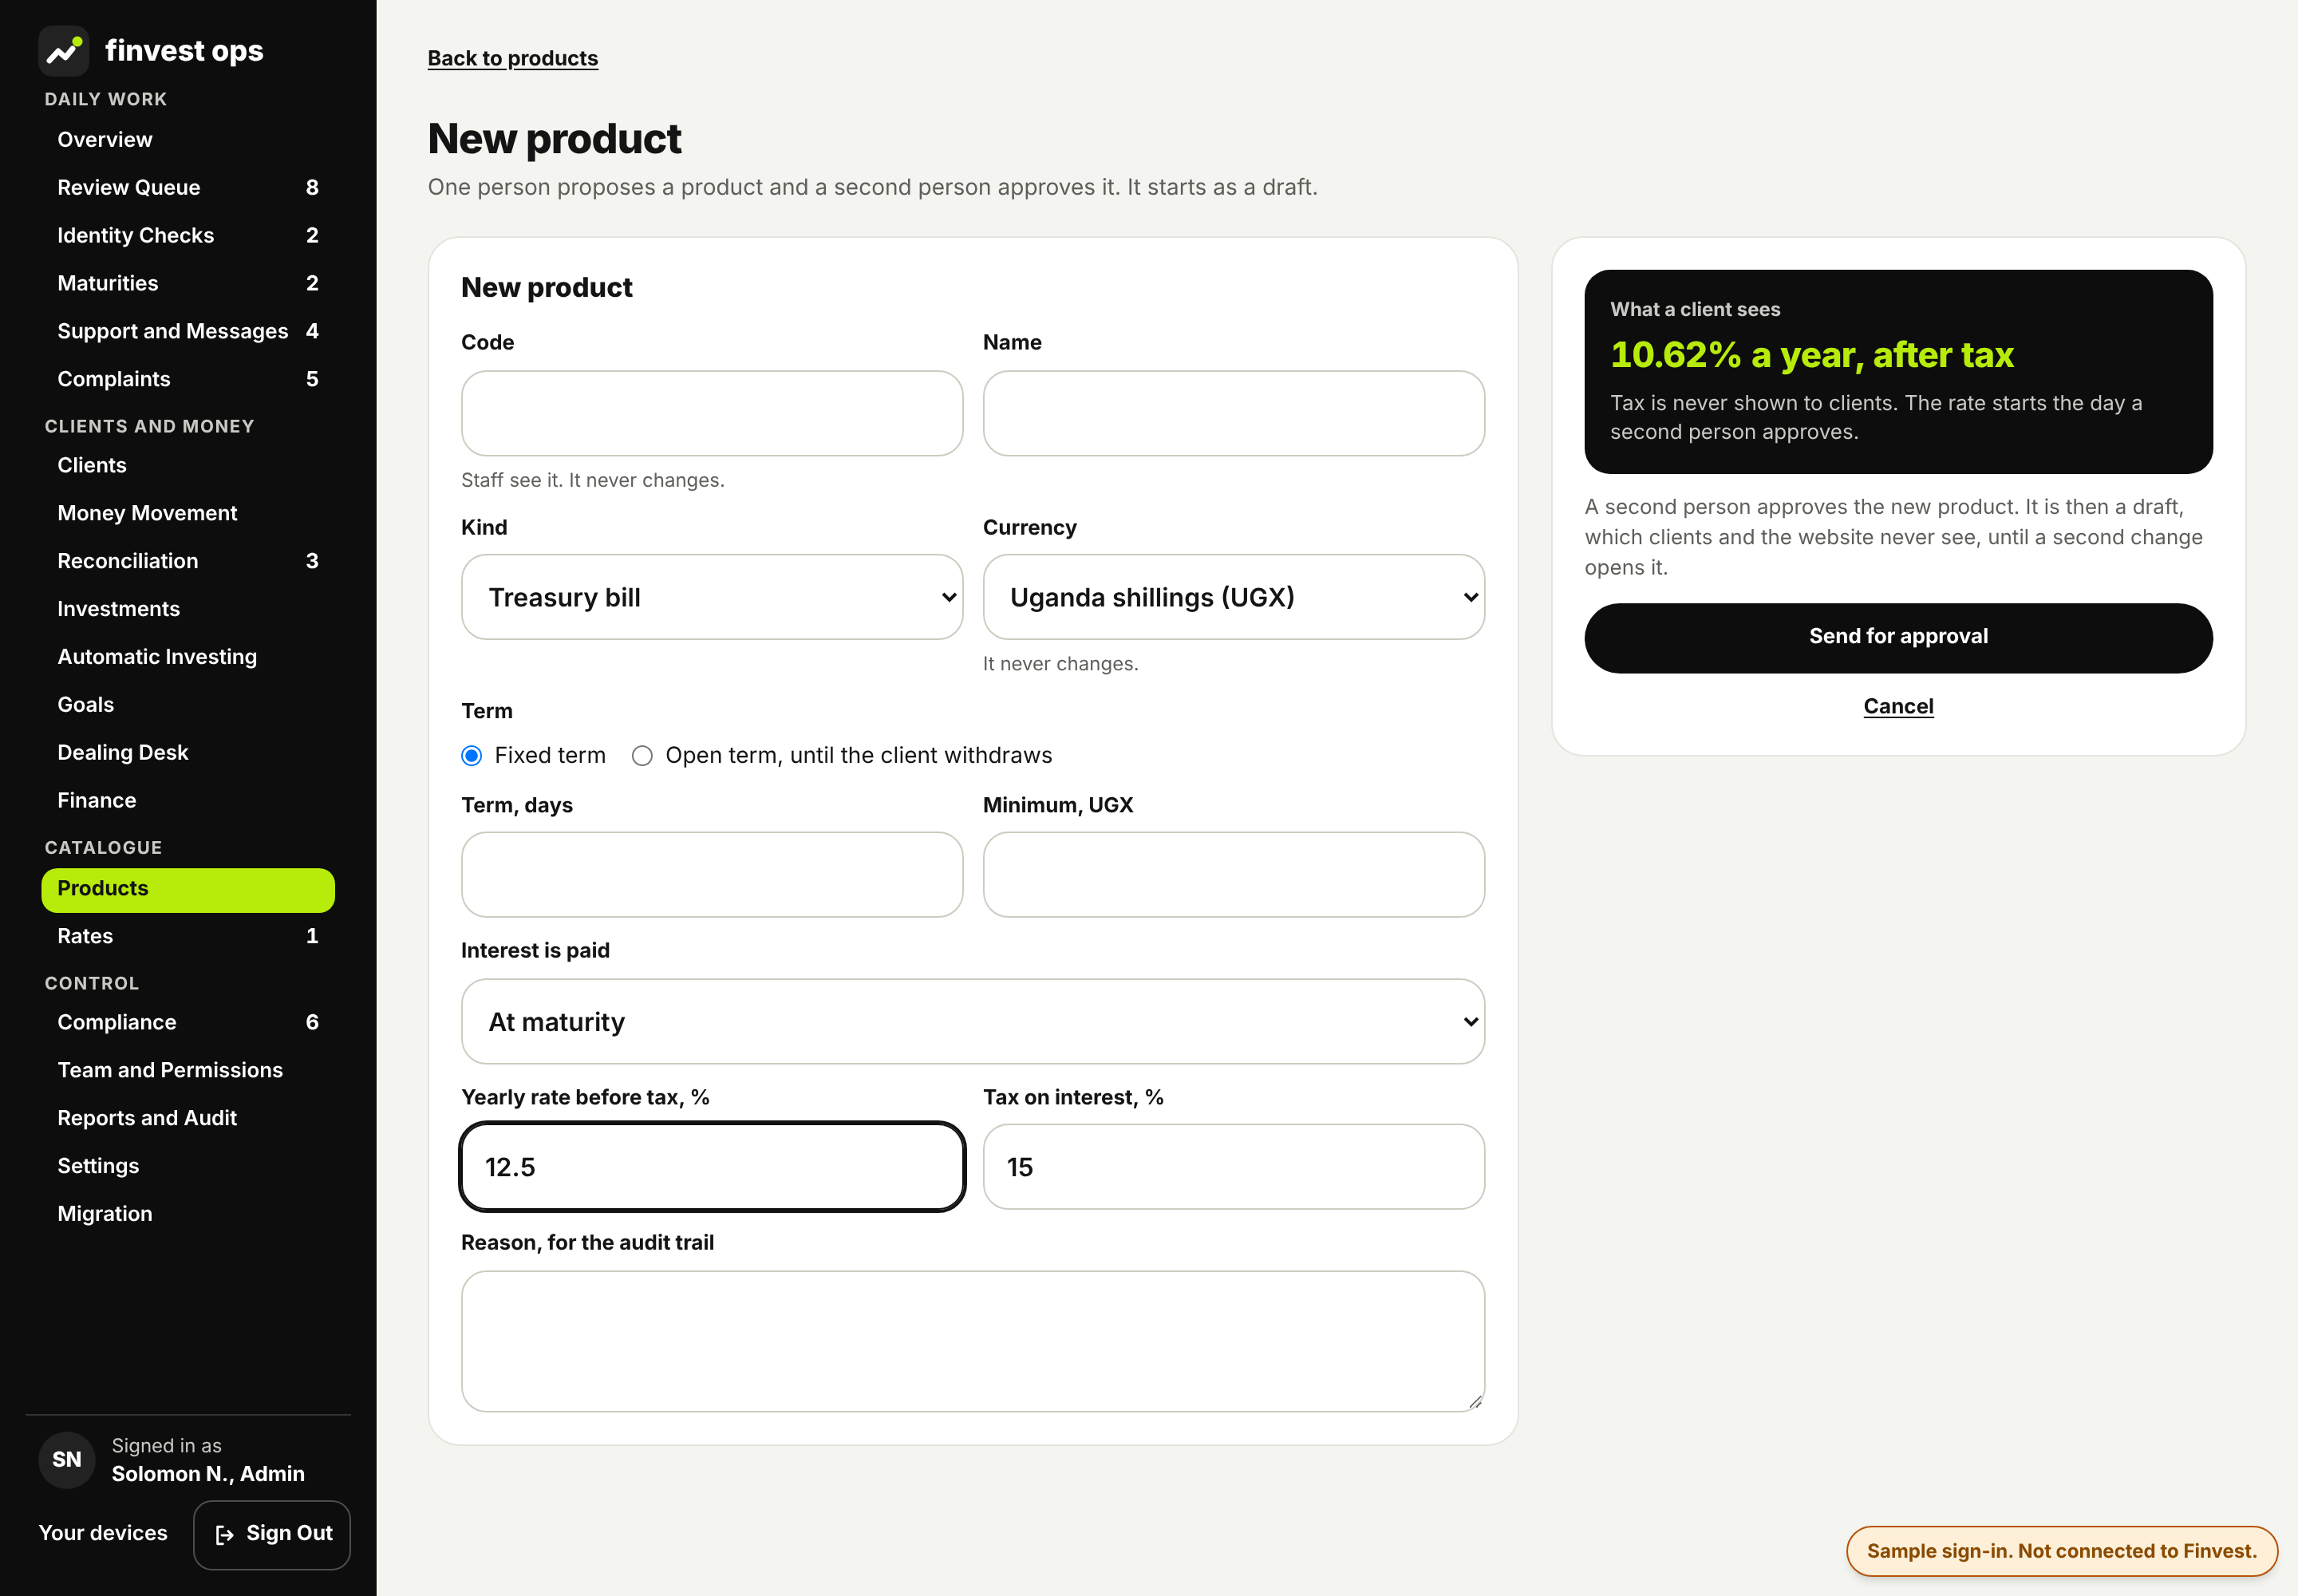 finvest ops
DAILY WORK
Overview
Review Queue 8
Identity Checks 2
Maturities 2
Support and Messages 4
Complaints 5
CLIENTS AND MONEY
Clients
Money Movement
Reconciliation 3
Investments
Automatic Investing
Goals
Dealing Desk
Finance
CATALOGUE
Products
Rates 1
CONTROL
Compliance 6
Team and Permissions
Reports and Audit
Settings
Migration
SN
Signed in as
Solomon N., Admin
Your devices
Sign Out
Back to products
New product
One person proposes a product and a second person approves it. It starts as a draft.
New product
Code
Name
Staff see it. It never changes.
Kind
Currency
Treasury bill
Uganda shillings (UGX)
It never changes.
Term
Fixed term
Open term, until the client withdraws
Term, days
Minimum, UGX
Interest is paid
At maturity
Yearly rate before tax, %
Tax on interest, %
12.5
15
Reason, for the audit trail
What a client sees
10.62% a year, after tax
Tax is never shown to clients. The rate starts the day a
second person approves.
A second person approves the new product. It is then a draft,
which clients and the website never see, until a second change
opens it.
Send for approval
Cancel
Sample sign-in. Not connected to Finvest.